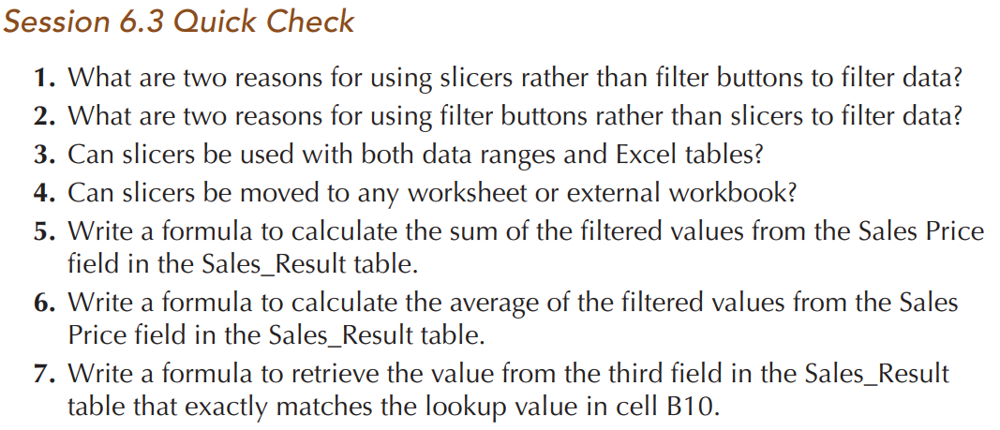 Session 6.3 Quick Check
1. What are two reasons for using slicers rather than filter buttons to filter data?
2. What are two reasons for using filter buttons rather than slicers to filter data?
3. Can slicers be used with both data ranges and Excel tables?
4. Can slicers be moved to any worksheet or external workbook?
5. Write a formula to calculate the sum of the filtered values from the Sales Price
field in the Sales_Result table.
6. Write a formula to calculate the average of the filtered values from the Sales
Price field in the Sales_Result table.
7. Write a formula to retrieve the value from the third field in the Sales_Result
table that exactly matches the lookup value in cell B10.